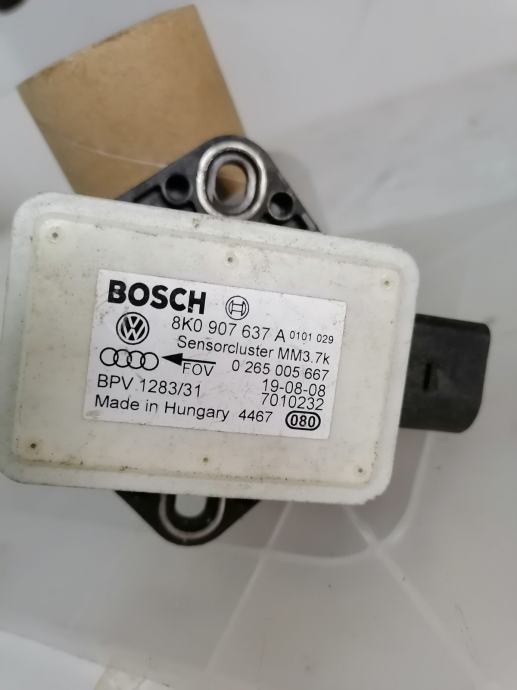 BOSCH
8K0 907 637 A 0101 029
Sensorcluster MM3.7k
FOV 0 265 005 667
BPV 1283/31 19-08-08
7010232
Made in Hungary 4467 080